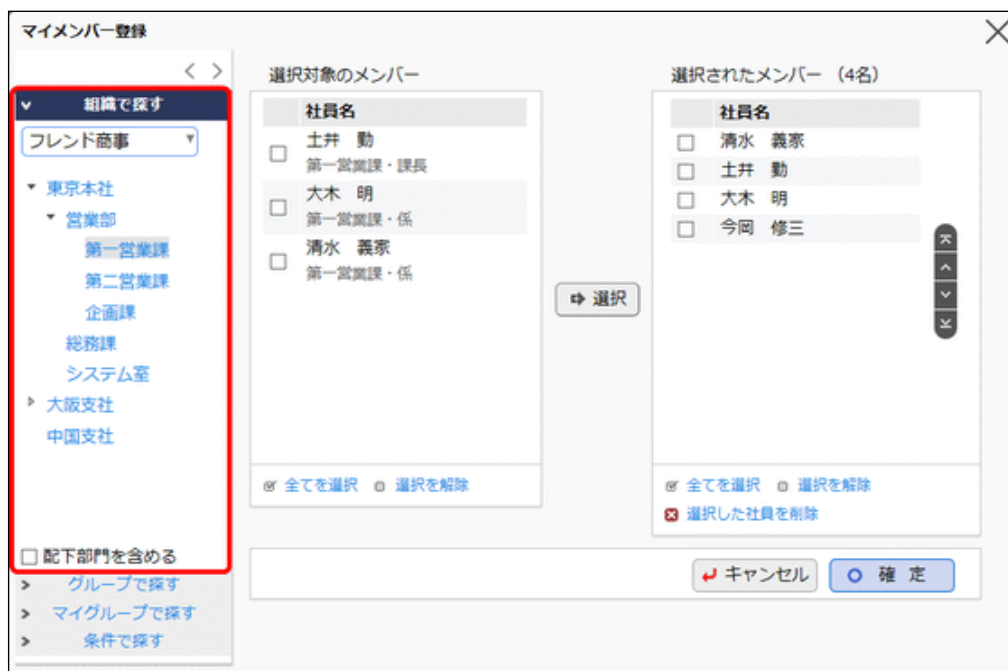 マイメンバー登録
組織で探す
フレンド商事
東京本社
営業部
第一営業課
第二営業課
企画課
総務課
システム室
大阪支社
中国支社
配下部門を含める
グループで探す
マイグループで探す
条件で探す
選択対象のメンバー
社員名
土井 勤
第一営業課・課長
大木 明
第一営業課・係
清水 義家
第一営業課・係
全てを選択 選択を解除
選択
選択されたメンバー （4名）
社員名
清水 義家
土井 勤
大木 明
今岡 修三
全てを選択 選択を解除
選択した社員を削除
キャンセル 確 定